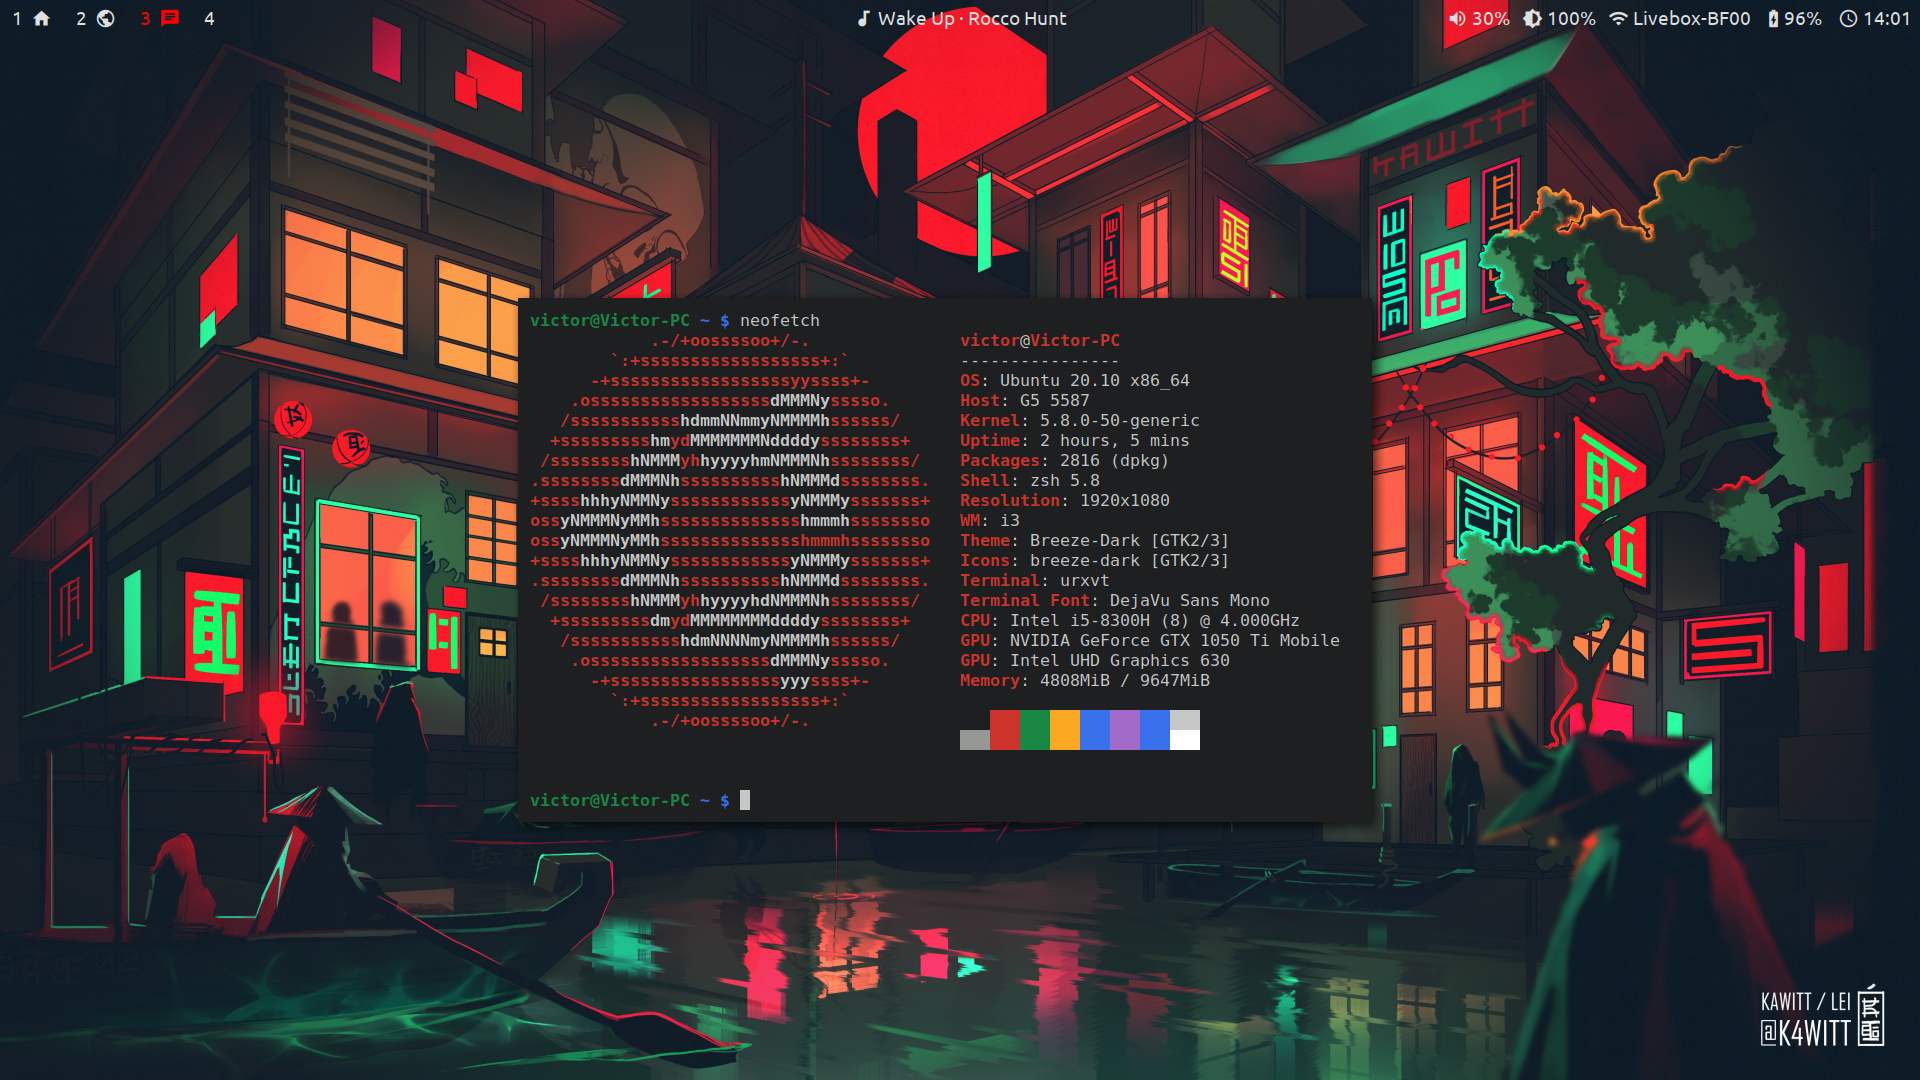 1 2 3 4
Wake Up · Rocco Hunt
30% 100% Livebox-BF00 96% 14:01
KAWITT
victor@Victor-PC ~ $ neofetch
.-/+oossssoo+/-.
`:+ssssssssssssssssss+:`
-+ssssssssssssssssssyyssss+-
.ossssssssssssssssssdMMMNysssso.
/ssssssssssshdmmNNmmyNMMMMhssssss/
+ssssssssshmydMMMMMMMNddddyssssssss+
/sssssssshNMMMyhhyyyyhmNMMMNhssssssss/
.ssssssssdMMMNhsssssssssshNMMMdssssssss.
+sssshhhyNMMNyssssssssssssyNMMMysssssss+
ossyNMMMNyMMhsssssssssssssshmmmhssssssso
ossyNMMMNyMMhsssssssssssssshmmmhssssssso
+sssshhhyNMMNyssssssssssssyNMMMysssssss+
.ssssssssdMMMNhsssssssssshNMMMdssssssss.
/sssssssshNMMMyhhyyyyhdNMMMNhssssssss/
+sssssssssdmydMMMMMMMMddddyssssssss+
/ssssssssssshdmNNNNmyNMMMMhssssss/
.ossssssssssssssssssdMMMNysssso.
-+sssssssssssssssssyyyssss+-
`:+ssssssssssssssssss+:`
.-/+oossssoo+/-.
victor@Victor-PC
----------------
OS: Ubuntu 20.10 x86_64
Host: G5 5587
Kernel: 5.8.0-50-generic
Uptime: 2 hours, 5 mins
Packages: 2816 (dpkg)
Shell: zsh 5.8
Resolution: 1920x1080
WM: i3
Theme: Breeze-Dark [GTK2/3]
Icons: breeze-dark [GTK2/3]
Terminal: urxvt
Terminal Font: DejaVu Sans Mono
CPU: Intel i5-8300H (8) @ 4.000GHz
GPU: NVIDIA GeForce GTX 1050 Ti Mobile
GPU: Intel UHD Graphics 630
Memory: 4808MiB / 9647MiB
victor@Victor-PC ~ $
KAWITT / LEI
@K4WITT